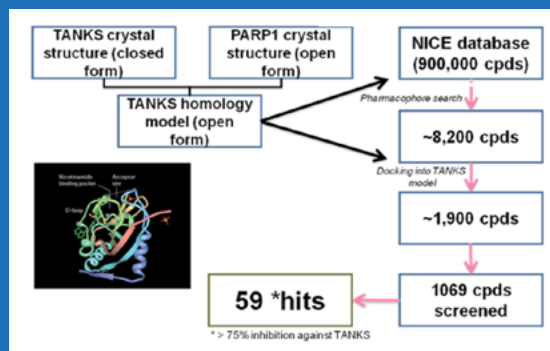 TANKS crystal
structure (closed
form)
PARP1 crystal
structure (open
form)
NICE database
(900,000 cpds)
TANKS homology
model (open
form)
Pharmacophore search
~8,200 cpds
Docking into TANKS
model
Nicotinamide
binding pocket
Acceptor
site
D-loop
~1,900 cpds
59 *hits
1069 cpds
screened
* > 75% inhibition against TANKS